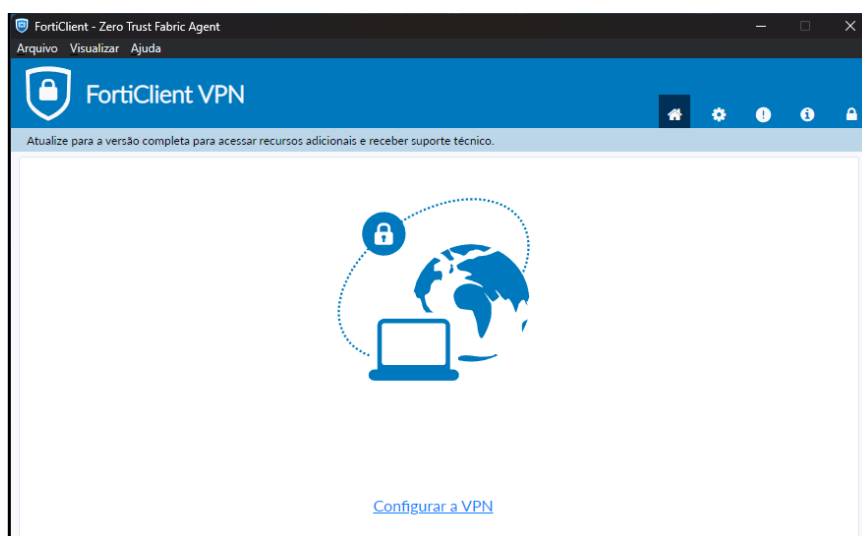 FortiClient - Zero Trust Fabric Agent
Arquivo Visualizar Ajuda
FortiClient VPN
Atualize para a versão completa para acessar recursos adicionais e receber suporte técnico.
Configurar a VPN